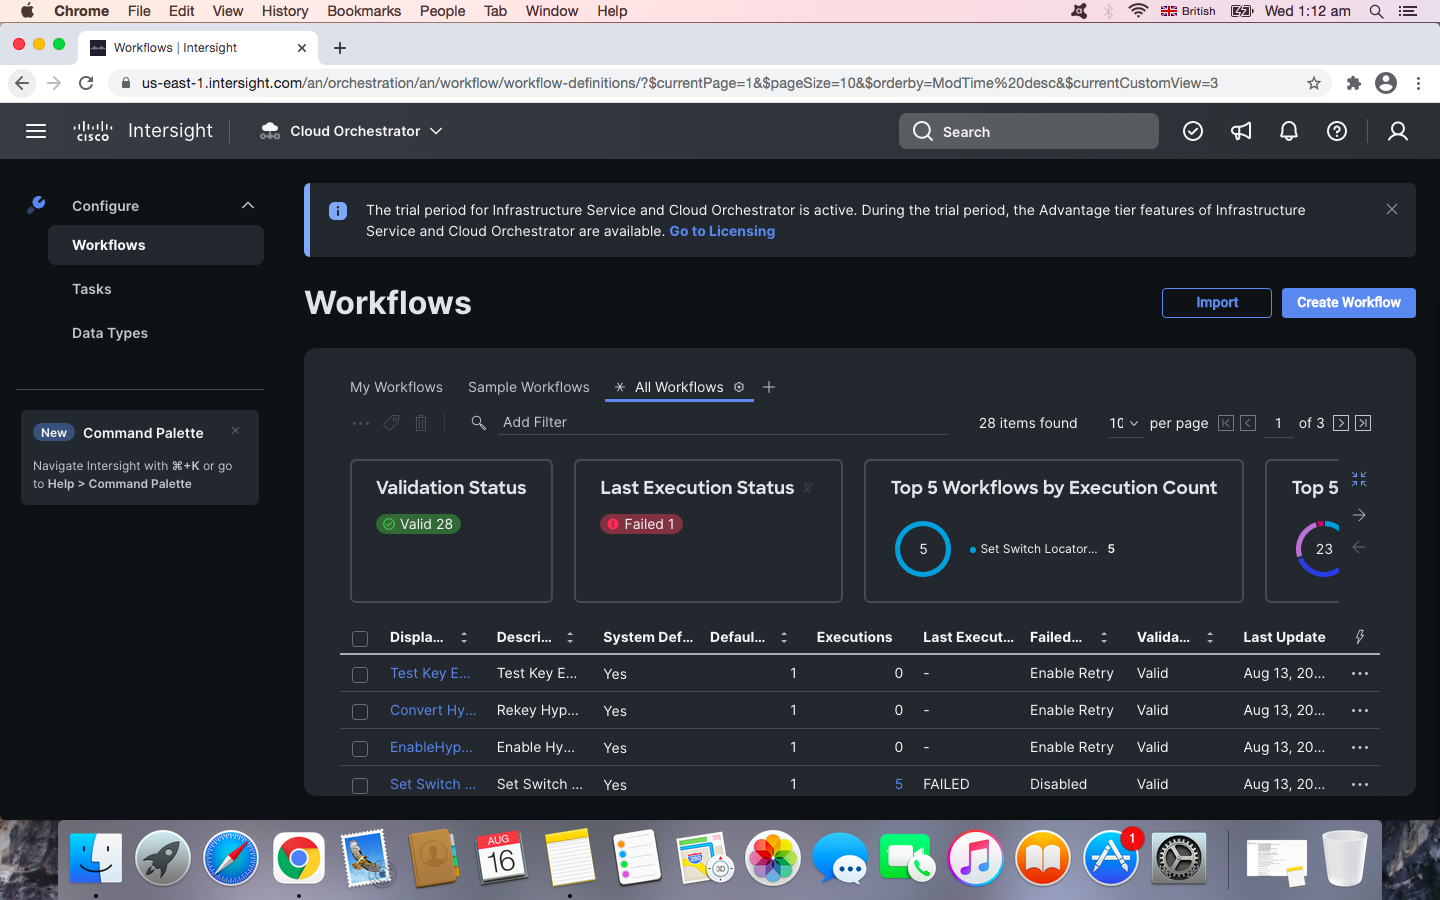 Chrome File Edit View History Bookmarks People Tab Window Help British Wed 1:12 am
Workflows | Intersight
us-east-1.intersight.com/an/orchestration/an/workflow/workflow-definitions/?$currentPage=1&$pageSize=10&$orderby=ModTime%20desc&$currentCustomView=3
CISCO Intersight Cloud Orchestrator Search
Configure
Workflows
Tasks
Data Types
New Command Palette
Navigate Intersight with ⌘+K or go
to Help > Command Palette
The trial period for Infrastructure Service and Cloud Orchestrator is active. During the trial period, the Advantage tier features of Infrastructure
Service and Cloud Orchestrator are available. Go to Licensing
Workflows
Import Create Workflow
My Workflows Sample Workflows All Workflows
Add Filter 28 items found 10 per page 1 of 3
Validation Status
Valid 28
Last Execution Status
Failed 1
Top 5 Workflows by Execution Count
5 Set Switch Locator... 5
Top 5
23
Displa... Descri... System Def... Defaul... Executions Last Execut... Failed... Valida... Last Update
Test Key E... Test Key E... Yes 1 0 - Enable Retry Valid Aug 13, 20...
Convert Hy... Rekey Hyp... Yes 1 0 - Enable Retry Valid Aug 13, 20...
EnableHyp... Enable Hy... Yes 1 0 - Enable Retry Valid Aug 13, 20...
Set Switch ... Set Switch ... Yes 1 5 FAILED Disabled Valid Aug 13, 20...
AUG
16
280
3D
1